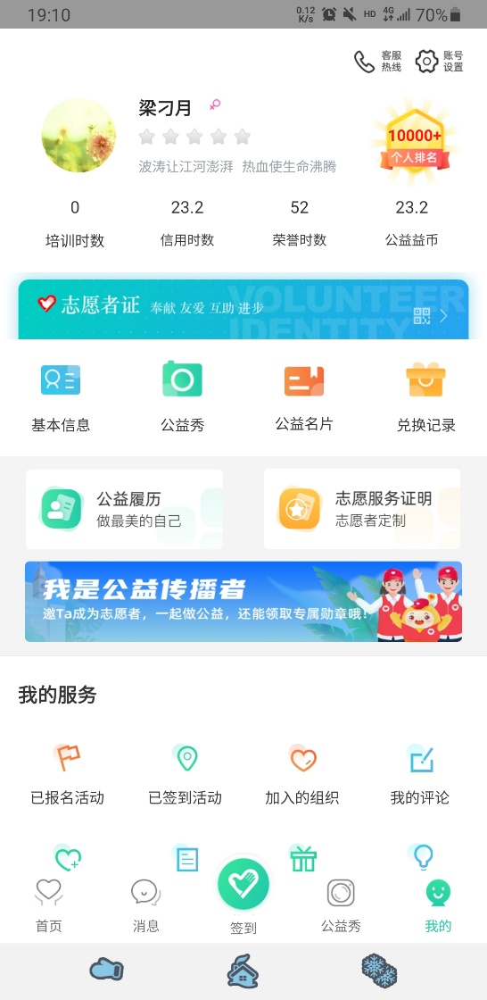 19:10
0.12 K/s HD 4G 70%
客服热线 账号设置
梁刁月
10000+
个人排名
波涛让江河澎湃 热血使生命沸腾
0 23.2 52 23.2
培训时数 信用时数 荣誉时数 公益益币
志愿者证 奉献 友爱 互助 进步
VOLUNTEER
IDENTITY
基本信息 公益秀 公益名片 兑换记录
公益履历 志愿服务证明
做最美的自己 志愿者定制
我是公益传播者
邀Ta成为志愿者，一起做公益，还能领取专属勋章哦!
我的服务
已报名活动 已签到活动 加入的组织 我的评论
首页 消息 签到 公益秀 我的